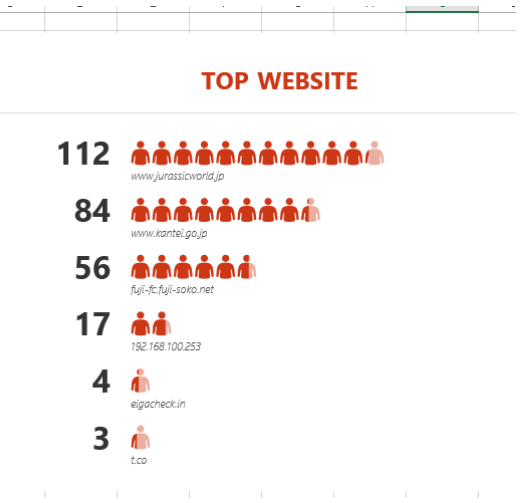 TOP WEBSITE
112
www.jurassicworld.jp
84
www.kantei.go.jp
56
fuji-fc.fuji-soko.net
17
192.168.100.253
4
eigacheck.in
3
t.co